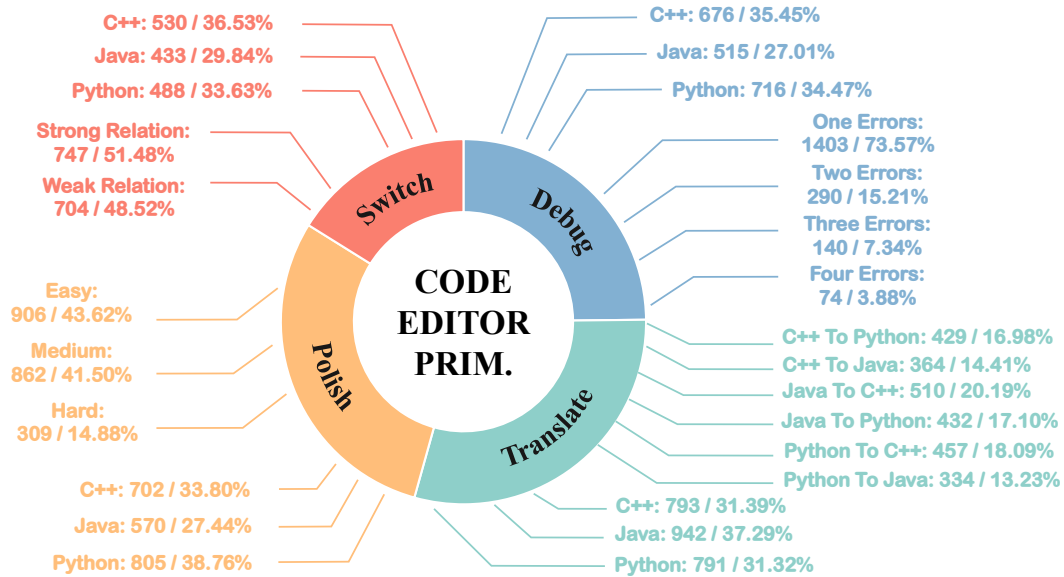 C++: 530 / 36.53%
Java: 433 / 29.84%
Python: 488 / 33.63%
Strong Relation:
747 / 51.48%
Weak Relation:
704 / 48.52%
Switch
C++: 676 / 35.45%
Java: 515 / 27.01%
Python: 716 / 34.47%
One Errors:
1403 / 73.57%
Two Errors:
290 / 15.21%
Three Errors:
140 / 7.34%
Four Errors:
74 / 3.88%
Debug
CODE
EDITOR
PRIM.
Easy:
906 / 43.62%
Medium:
862 / 41.50%
Hard:
309 / 14.88%
C++: 702 / 33.80%
Java: 570 / 27.44%
Python: 805 / 38.76%
Polish
C++ To Python: 429 / 16.98%
C++ To Java: 364 / 14.41%
Java To C++: 510 / 20.19%
Java To Python: 432 / 17.10%
Python To C++: 457 / 18.09%
Python To Java: 334 / 13.23%
C++: 793 / 31.39%
Java: 942 / 37.29%
Python: 791 / 31.32%
Translate